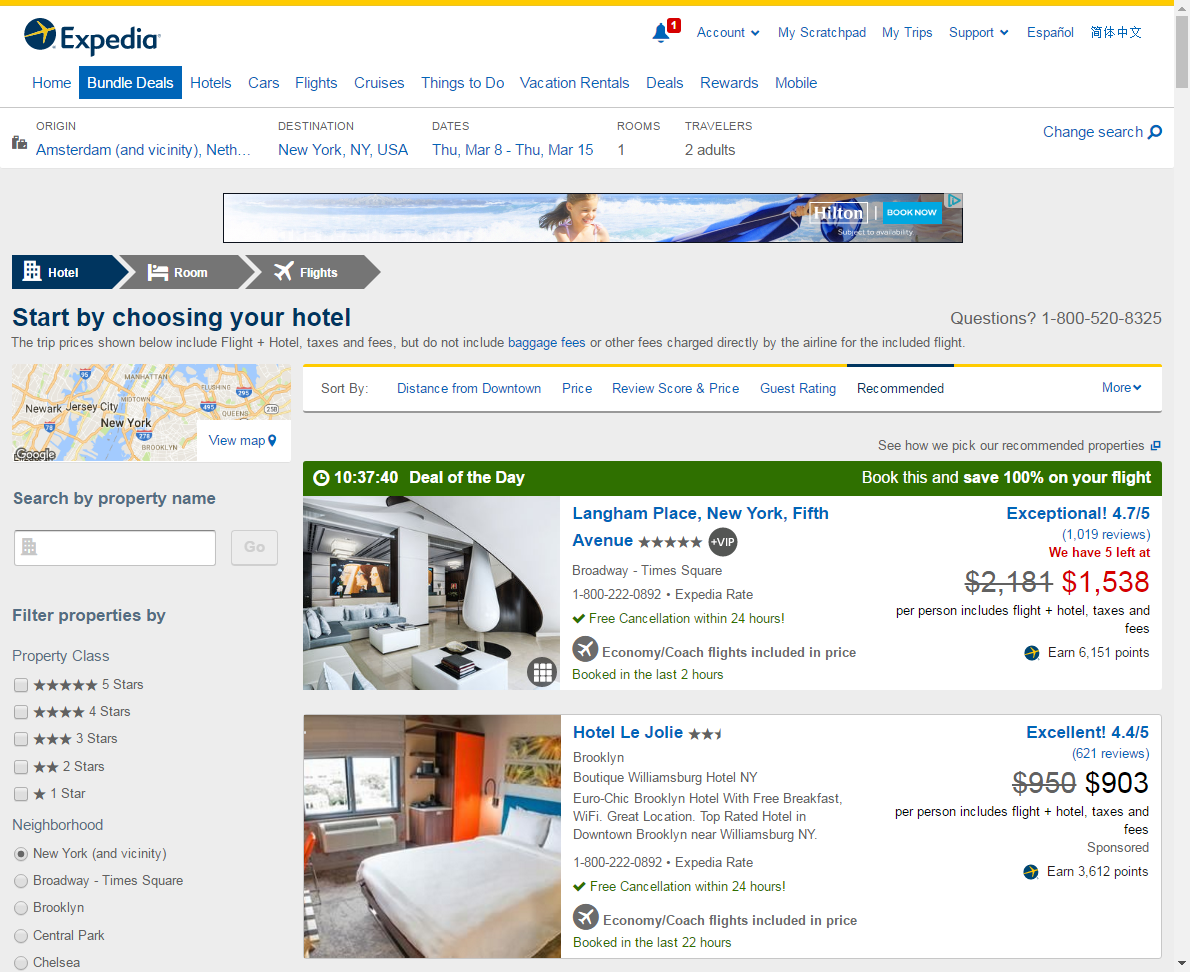 Expedia
1
Account
My Scratchpad
My Trips
Support
Español
简体中文
Home
Bundle Deals
Hotels
Cars
Flights
Cruises
Things to Do
Vacation Rentals
Deals
Rewards
Mobile
ORIGIN
Amsterdam (and vicinity), Neth...
DESTINATION
New York, NY, USA
DATES
Thu, Mar 8 - Thu, Mar 15
ROOMS
1
TRAVELERS
2 adults
Change search
Hilton
BOOK NOW
Subject to availability
Hotel
Room
Flights
Start by choosing your hotel
Questions? 1-800-520-8325
The trip prices shown below include Flight + Hotel, taxes and fees, but do not include baggage fees or other fees charged directly by the airline for the included flight.
95
MANHATTAN
FLUSHING
MIDTOWN
495
295
Newark
Jersey City
QUEENS
25B
78
New York
278
BROOKLYN
Google
View map
Search by property name
Go
Filter properties by
Property Class
5 Stars
4 Stars
3 Stars
2 Stars
1 Star
Neighborhood
New York (and vicinity)
Broadway - Times Square
Brooklyn
Central Park
Chelsea
Sort By:
Distance from Downtown
Price
Review Score & Price
Guest Rating
Recommended
More
See how we pick our recommended properties
10:37:40 Deal of the Day
Book this and save 100% on your flight
Langham Place, New York, Fifth
Avenue
+VIP
Broadway - Times Square
1-800-222-0892 • Expedia Rate
Free Cancellation within 24 hours!
Economy/Coach flights included in price
Booked in the last 2 hours
Exceptional! 4.7/5
(1,019 reviews)
We have 5 left at
$2,181 $1,538
per person includes flight + hotel, taxes and
fees
Earn 6,151 points
Hotel Le Jolie
Brooklyn
Boutique Williamsburg Hotel NY
Euro-Chic Brooklyn Hotel With Free Breakfast,
WiFi. Great Location. Top Rated Hotel in
Downtown Brooklyn near Williamsburg NY.
1-800-222-0892 • Expedia Rate
Free Cancellation within 24 hours!
Economy/Coach flights included in price
Booked in the last 22 hours
Excellent! 4.4/5
(621 reviews)
$950 $903
per person includes flight + hotel, taxes and
fees
Sponsored
Earn 3,612 points